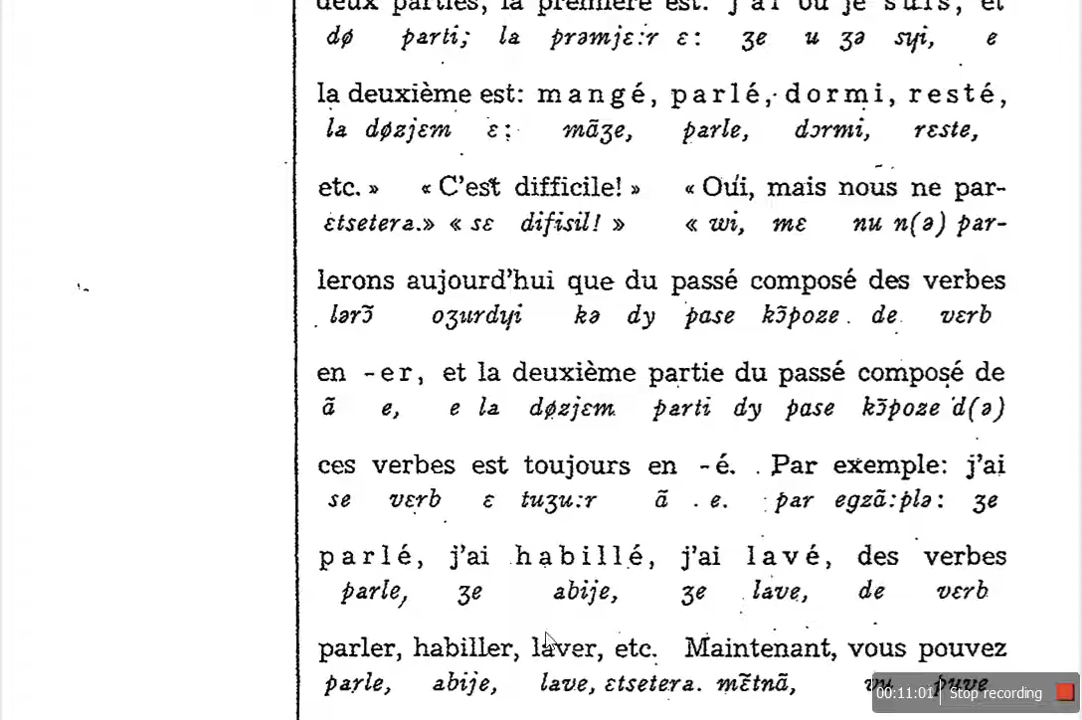 deux parties, la première est: j'ai ou je suis, et
dø parti; la prəmjɛ:r ɛ: ʒe u ʒə sɥi, e
la deuxième est: mangé, parlé, dormi, resté,
la døzjɛm ɛ: mɑ̃ʒe, parle, dɔrmi, rɛste,
etc. » « C'est difficile! » « Oui, mais nous ne par-
ɛtsetera.» « sɛ difisil! » « wi, mɛ nu n(ə) par-
lerons aujourd'hui que du passé composé des verbes
lərɔ̃ oʒurdɥi kə dy pase kɔ̃poze de vɛrb
en -er, et la deuxième partie du passé composé de
ɑ̃ e, e la døzjɛm parti dy pase kɔ̃poze d(ə)
ces verbes est toujours en -é. Par exemple: j'ai
se vɛrb ɛ tuʒu:r ɑ̃ e. par egzɑ̃:plə: ʒe
parlé, j'ai habillé, j'ai lavé, des verbes
parle, ʒe abije, ʒe lave, de vɛrb
parler, habiller, laver, etc. Maintenant, vous pouvez
parle, abije, lave, ɛtsetera. mɛ̃tnɑ̃, vu puve
00:11:01 Stop recording